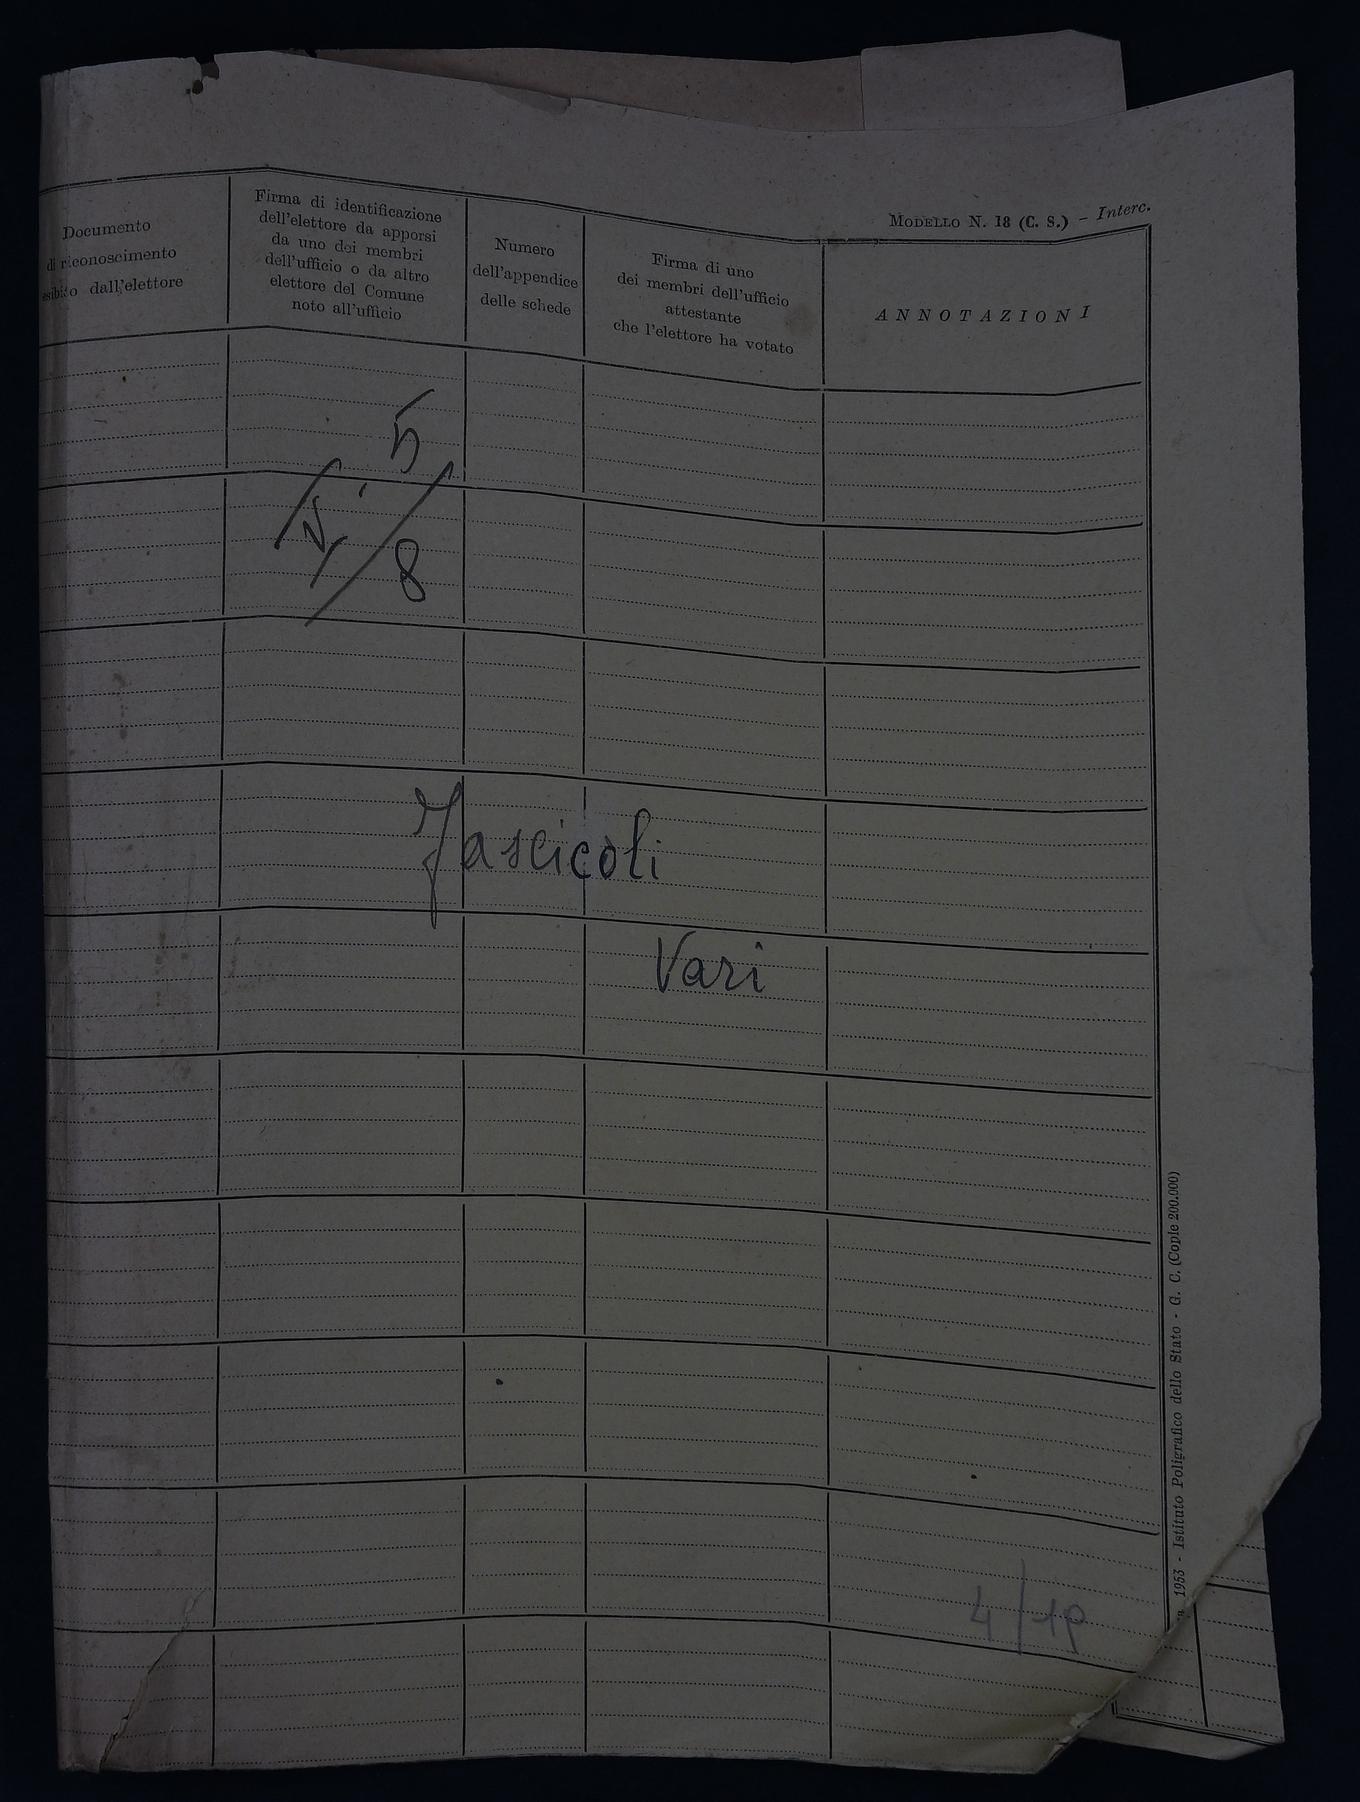 Modello N. 18 (C. S.) – Interc.
Documento
di riconoscimento
esibito dall'elettore
Firma di identificazione
dell'elettore da apporsi
da uno dei membri
dell'ufficio o da altro
elettore del Comune
noto all'ufficio
Numero
dell'appendice
delle schede
Firma di uno
dei membri dell'ufficio
attestante
che l'elettore ha votato
ANNOTAZIONI
5
8
Fascicoli
Vari
4/19
1953 - Istituto Poligrafico dello Stato - G. C. (Copie 200.000)